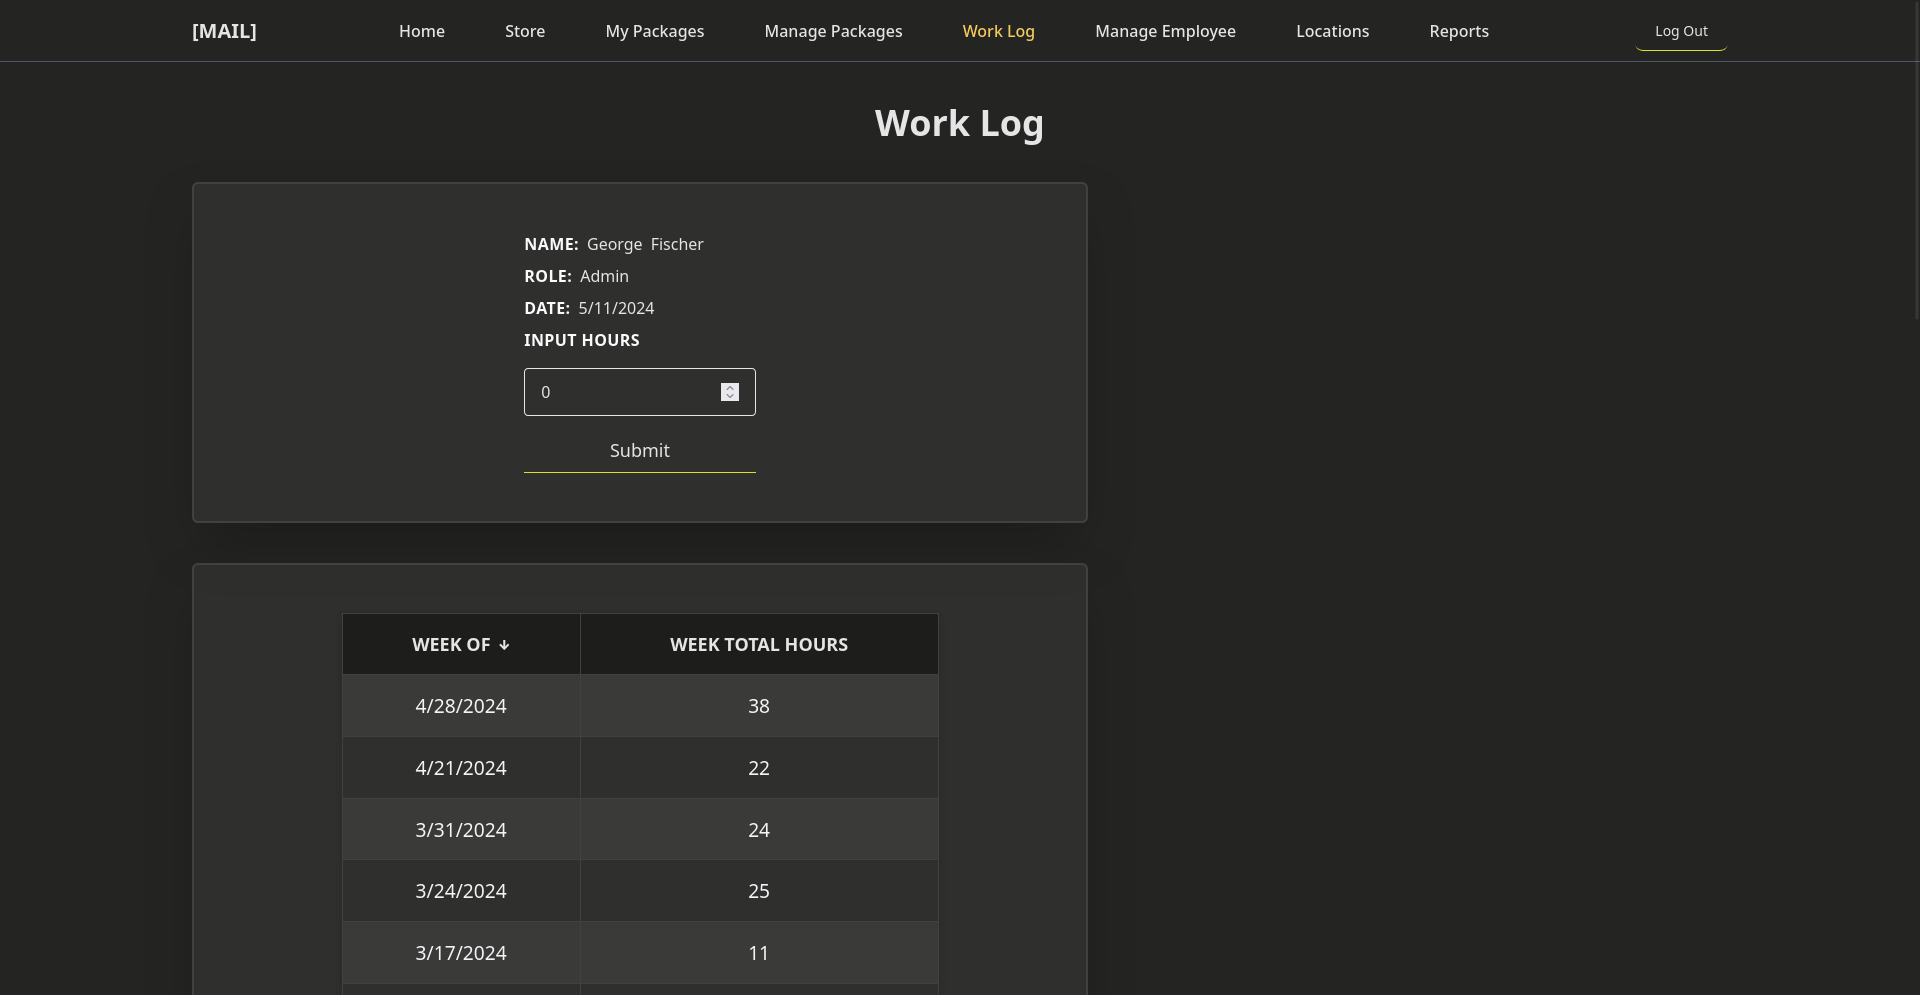 [MAIL] Home Store My Packages Manage Packages Work Log Manage Employee Locations Reports Log Out
Work Log
NAME: George Fischer
ROLE: Admin
DATE: 5/11/2024
INPUT HOURS
0
Submit
WEEK OF ↓ WEEK TOTAL HOURS
4/28/2024 38
4/21/2024 22
3/31/2024 24
3/24/2024 25
3/17/2024 11